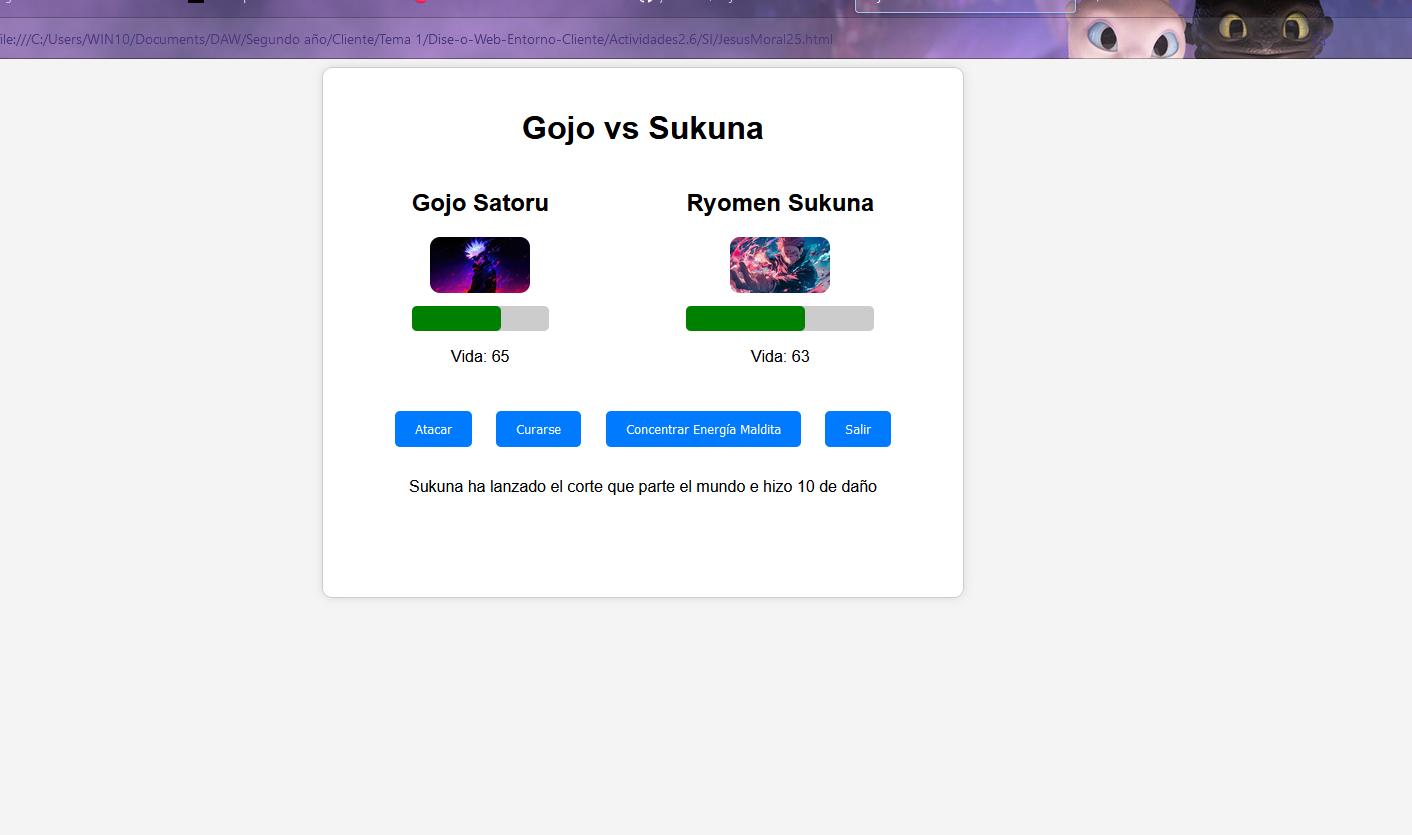 ile:///C:/Users/WIN10/Documents/DAW/Segundo año/Cliente/Tema 1/Dise-o-Web-Entorno-Cliente/Actividades2.6/SI/JesusMoral25.html
Gojo vs Sukuna
Gojo Satoru
Ryomen Sukuna
Vida: 65
Vida: 63
Atacar
Curarse
Concentrar Energía Maldita
Salir
Sukuna ha lanzado el corte que parte el mundo e hizo 10 de daño